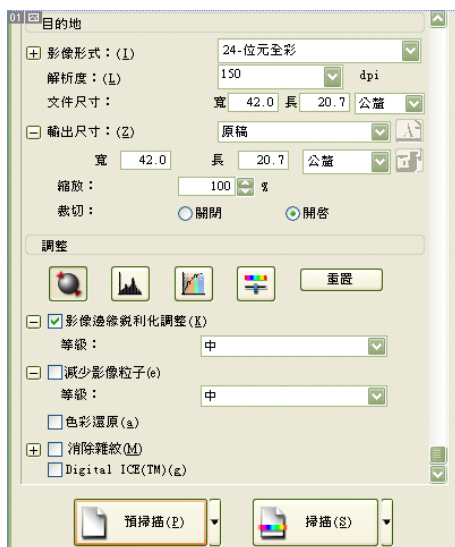 01
目的地
影像形式：(I) 24-位元全彩
解析度：(L) 150 dpi
文件尺寸： 寬 42.0 長 20.7 公釐
輸出尺寸：(Z) 原稿
寬 42.0 長 20.7 公釐
縮放： 100 %
裁切： 關閉 開啓
調整
重置
影像邊緣銳利化調整(X)
等級： 中
減少影像粒子(e)
等級： 中
色彩還原(a)
消除雜紋(M)
Digital ICE(TM)(g)
預掃描(P) 掃描(S)